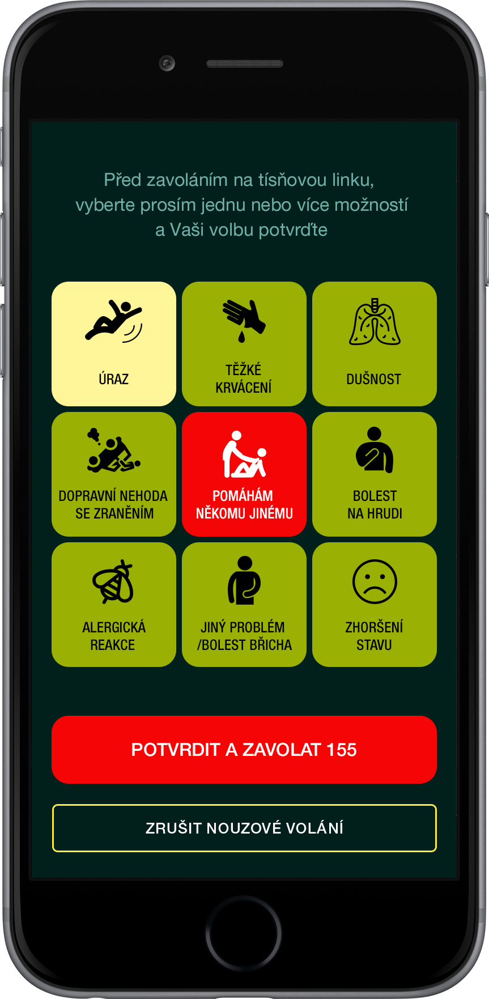 Před zavoláním na tísňovou linku,
vyberte prosím jednu nebo více možností
a Vaši volbu potvrďte
ÚRAZ
TĚŽKÉ
KRVÁCENÍ
DUŠNOST
DOPRAVNÍ NEHODA
SE ZRANĚNÍM
POMÁHÁM
NĚKOMU JINÉMU
BOLEST
NA HRUDI
ALERGICKÁ
REAKCE
JINÝ PROBLÉM
/BOLEST BŘICHA
ZHORŠENÍ
STAVU
POTVRDIT A ZAVOLAT 155
ZRUŠIT NOUZOVÉ VOLÁNÍ